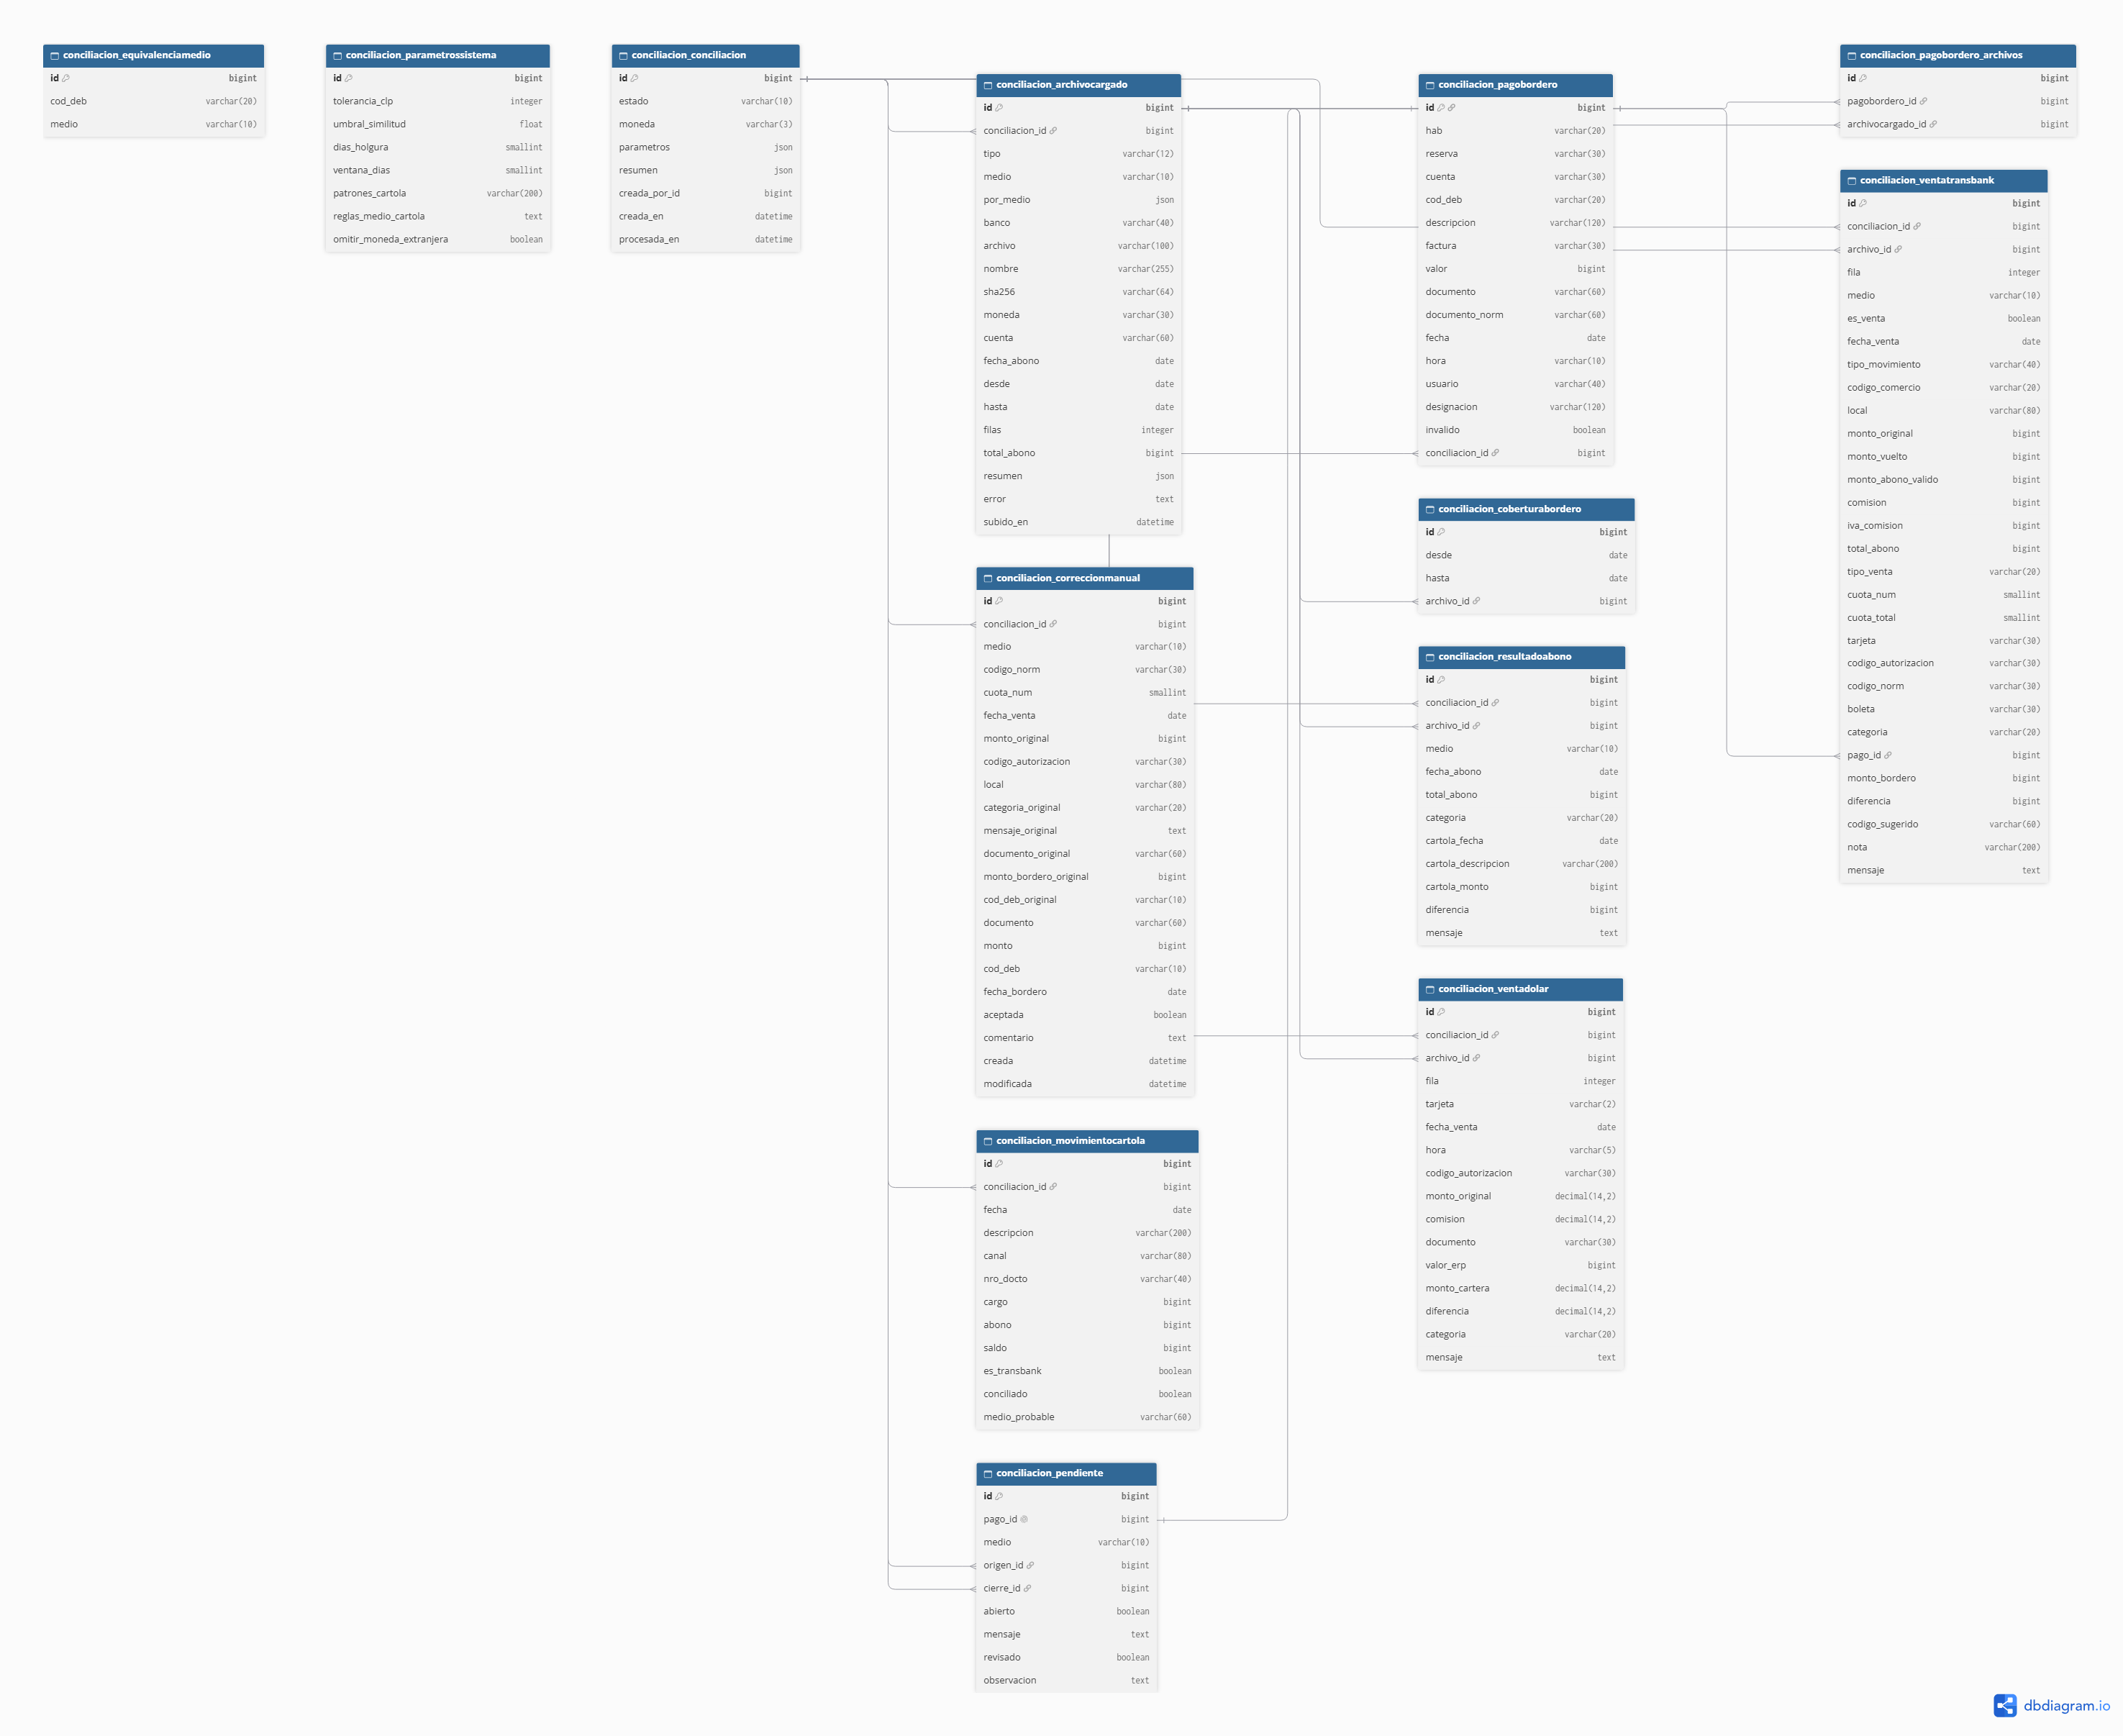 conciliacion_equivalenciamedio
id bigint
cod_deb varchar(20)
medio varchar(10)
conciliacion_parametrossistema
id bigint
tolerancia_clp integer
umbral_similitud float
dias_holgura smallint
ventana_dias smallint
patrones_cartola varchar(200)
reglas_medio_cartola text
omitir_moneda_extranjera boolean
conciliacion_conciliacion
id bigint
estado varchar(10)
moneda varchar(3)
parametros json
resumen json
creada_por_id bigint
creada_en datetime
procesada_en datetime
conciliacion_archivocargado
id bigint
conciliacion_id bigint
tipo varchar(12)
medio varchar(10)
por_medio json
banco varchar(40)
archivo varchar(100)
nombre varchar(255)
sha256 varchar(64)
moneda varchar(30)
cuenta varchar(60)
fecha_abono date
desde date
hasta date
filas integer
total_abono bigint
resumen json
error text
subido_en datetime
conciliacion_correccionmanual
id bigint
conciliacion_id bigint
medio varchar(10)
codigo_norm varchar(30)
cuota_num smallint
fecha_venta date
monto_original bigint
codigo_autorizacion varchar(30)
local varchar(80)
categoria_original varchar(20)
mensaje_original text
documento_original varchar(60)
monto_bordero_original bigint
cod_deb_original varchar(10)
documento varchar(60)
monto bigint
cod_deb varchar(10)
fecha_bordero date
aceptada boolean
comentario text
creada datetime
modificada datetime
conciliacion_movimientocartola
id bigint
conciliacion_id bigint
fecha date
descripcion varchar(200)
canal varchar(80)
nro_docto varchar(40)
cargo bigint
abono bigint
saldo bigint
es_transbank boolean
conciliado boolean
medio_probable varchar(60)
conciliacion_pendiente
id bigint
pago_id bigint
medio varchar(10)
origen_id bigint
cierre_id bigint
abierto boolean
mensaje text
revisado boolean
observacion text
conciliacion_pagobordero
id bigint
hab varchar(20)
reserva varchar(30)
cuenta varchar(30)
cod_deb varchar(20)
descripcion varchar(120)
factura varchar(30)
valor bigint
documento varchar(60)
documento_norm varchar(60)
fecha date
hora varchar(10)
usuario varchar(40)
designacion varchar(120)
invalido boolean
conciliacion_id bigint
conciliacion_coberturabordero
id bigint
desde date
hasta date
archivo_id bigint
conciliacion_resultadoabono
id bigint
conciliacion_id bigint
archivo_id bigint
medio varchar(10)
fecha_abono date
total_abono bigint
categoria varchar(20)
cartola_fecha date
cartola_descripcion varchar(200)
cartola_monto bigint
diferencia bigint
mensaje text
conciliacion_ventadolar
id bigint
conciliacion_id bigint
archivo_id bigint
fila integer
tarjeta varchar(2)
fecha_venta date
hora varchar(5)
codigo_autorizacion varchar(30)
monto_original decimal(14,2)
comision decimal(14,2)
documento varchar(30)
valor_erp bigint
monto_cartera decimal(14,2)
diferencia decimal(14,2)
categoria varchar(20)
mensaje text
conciliacion_pagobordero_archivos
id bigint
pagobordero_id bigint
archivocargado_id bigint
conciliacion_ventatransbank
id bigint
conciliacion_id bigint
archivo_id bigint
fila integer
medio varchar(10)
es_venta boolean
fecha_venta date
tipo_movimiento varchar(40)
codigo_comercio varchar(20)
local varchar(80)
monto_original bigint
monto_vuelto bigint
monto_abono_valido bigint
comision bigint
iva_comision bigint
total_abono bigint
tipo_venta varchar(20)
cuota_num smallint
cuota_total smallint
tarjeta varchar(30)
codigo_autorizacion varchar(30)
codigo_norm varchar(30)
boleta varchar(30)
categoria varchar(20)
pago_id bigint
monto_bordero bigint
diferencia bigint
codigo_sugerido varchar(60)
nota varchar(200)
mensaje text
dbdiagram.io